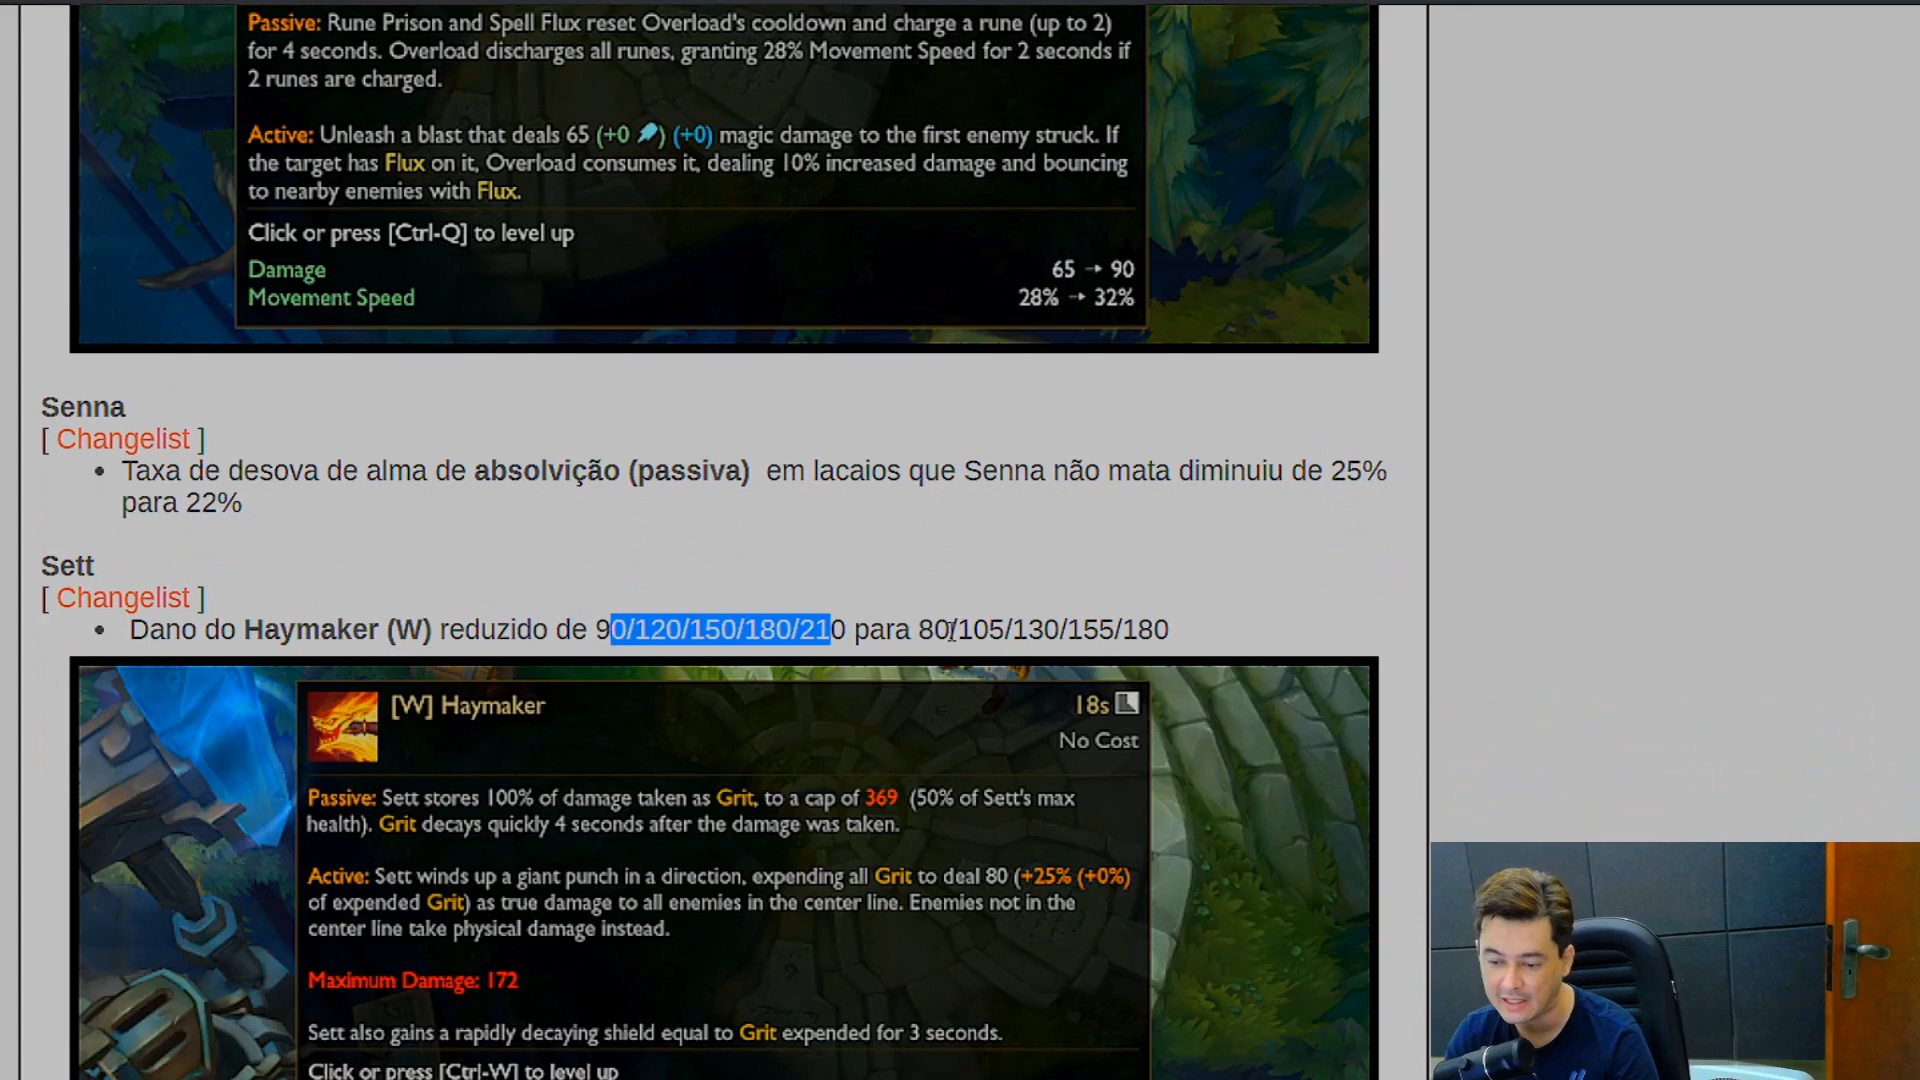 Passive: Rune Prison and Spell Flux reset Overload's cooldown and charge a rune (up to 2)
for 4 seconds. Overload discharges all runes, granting 28% Movement Speed for 2 seconds if
2 runes are charged.
Active: Unleash a blast that deals 65 (+0 ) (+0) magic damage to the first enemy struck. If
the target has Flux on it, Overload consumes it, dealing 10% increased damage and bouncing
to nearby enemies with Flux.
Click or press [Ctrl-Q] to level up
Damage 65 → 90
Movement Speed 28% → 32%
Senna
[ Changelist ]
• Taxa de desova de alma de absolvição (passiva) em lacaios que Senna não mata diminuiu de 25%
para 22%
Sett
[ Changelist ]
• Dano do Haymaker (W) reduzido de 90/120/150/180/210 para 80/105/130/155/180
[W] Haymaker 18s
No Cost
Passive: Sett stores 100% of damage taken as Grit, to a cap of 369 (50% of Sett's max
health). Grit decays quickly 4 seconds after the damage was taken.
Active: Sett winds up a giant punch in a direction, expending all Grit to deal 80 (+25% (+0%)
of expended Grit) as true damage to all enemies in the center line. Enemies not in the
center line take physical damage instead.
Maximum Damage: 172
Sett also gains a rapidly decaying shield equal to Grit expended for 3 seconds.
Click or press [Ctrl-W] to level up